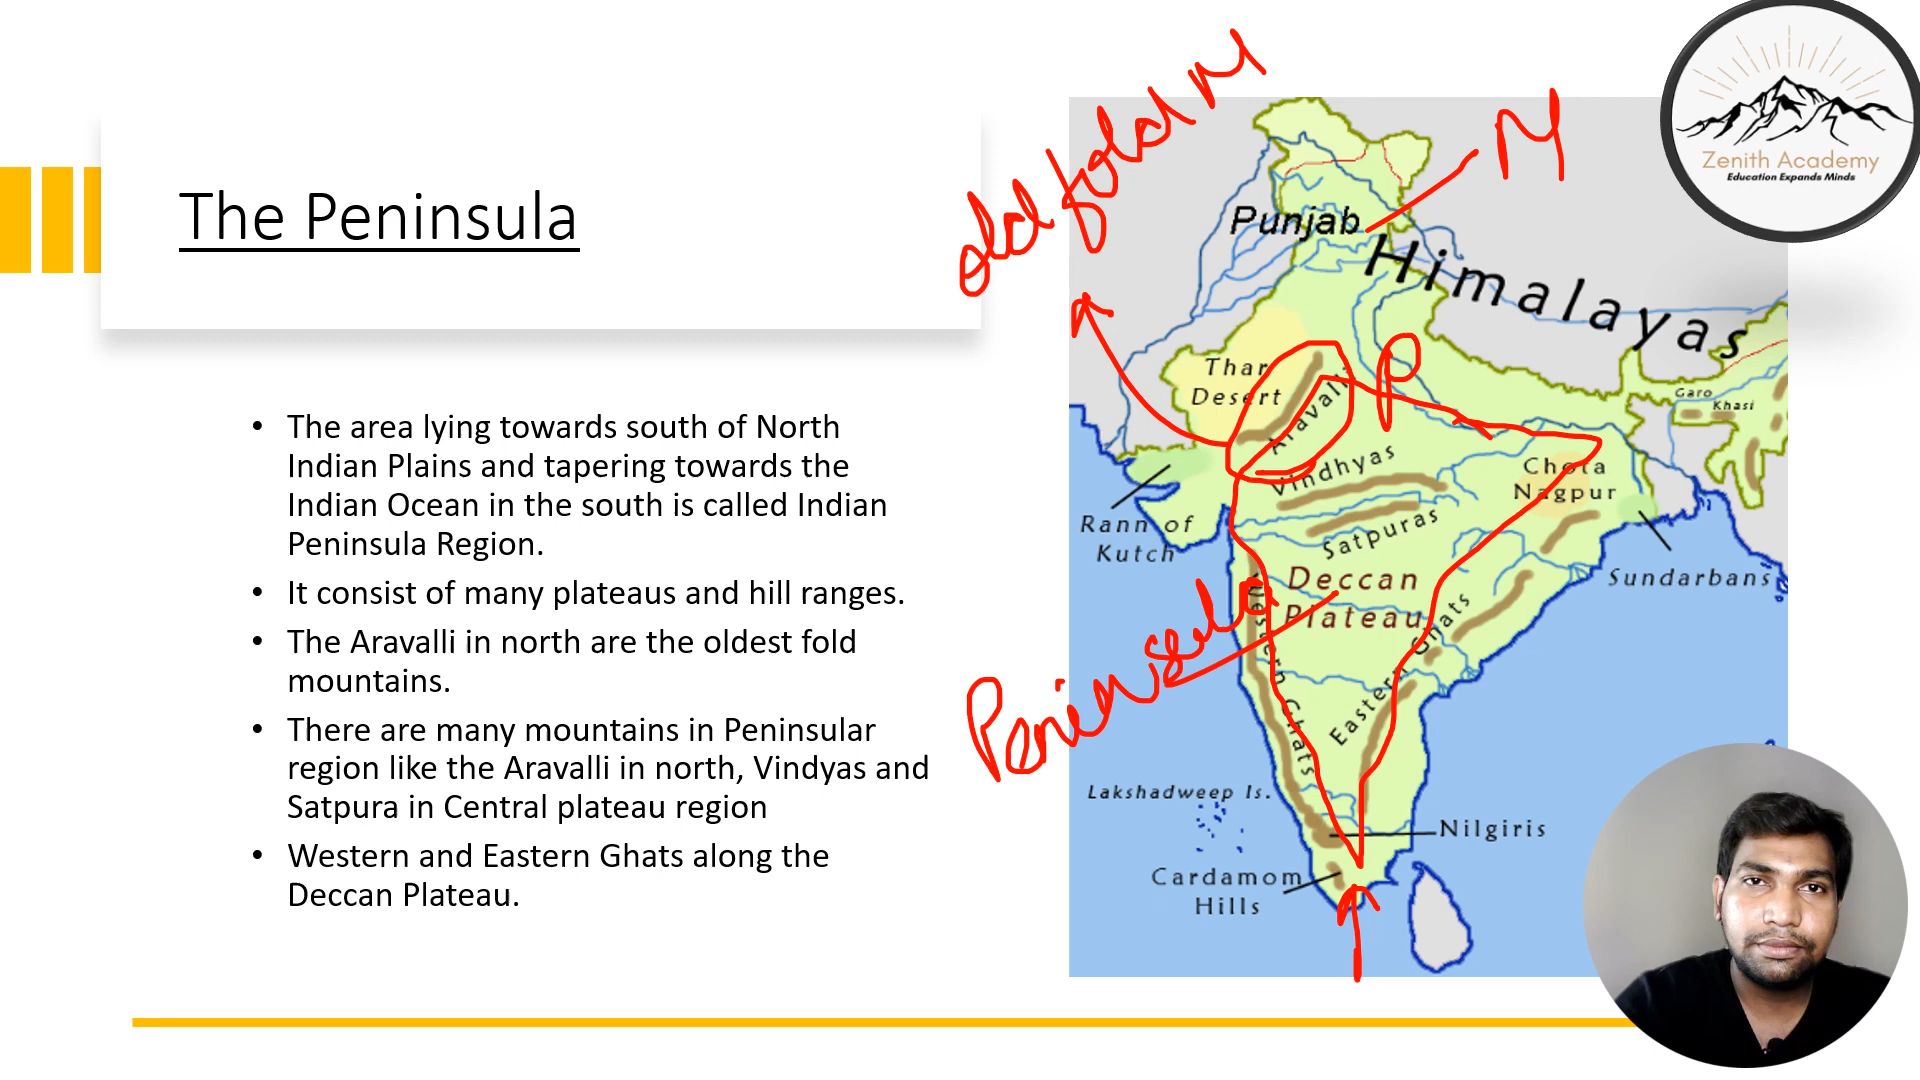 old fold M
M
Zenith Academy
Education Expands Minds
The Peninsula
Punjab
Himalayas
Thar
Desert
Aravalli
P
Garo
Khasi
• The area lying towards south of North
Indian Plains and tapering towards the
Indian Ocean in the south is called Indian
Peninsula Region.
• It consist of many plateaus and hill ranges.
• The Aravalli in north are the oldest fold
mountains.
• There are many mountains in Peninsular
region like the Aravalli in north, Vindyas and
Satpura in Central plateau region
• Western and Eastern Ghats along the
Deccan Plateau.
Vindhyas
Chota
Nagpur
Rann of
Kutch
Satpuras
Sundarbans
Deccan
Plateau
Western Ghats
Eastern Ghats
Lakshadweep Is.
Nilgiris
Cardamom
Hills